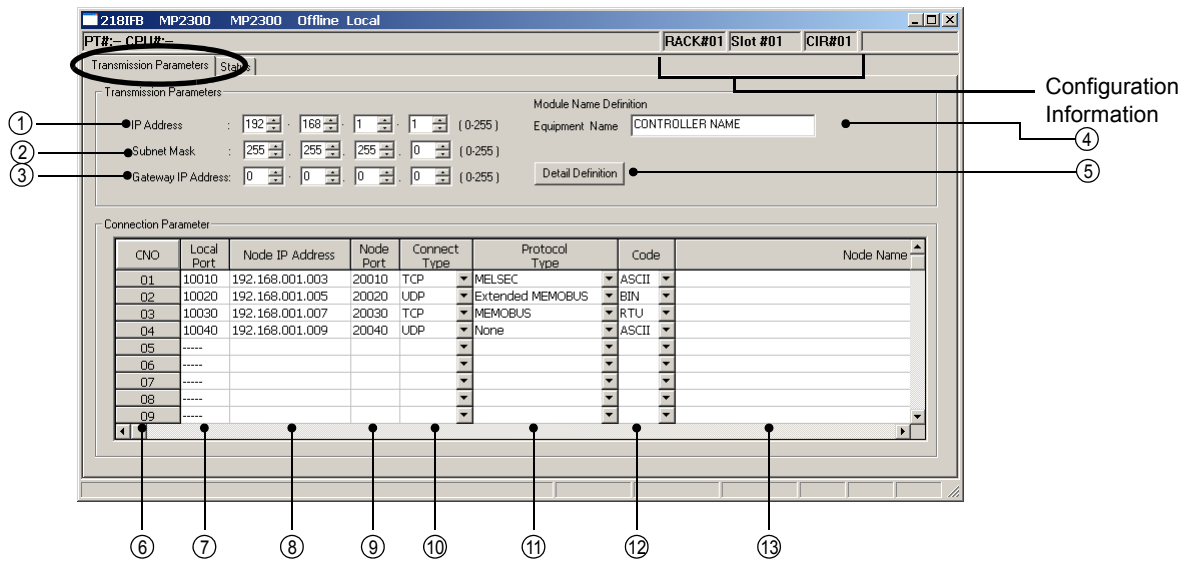 218IFB MP2300 MP2300 Offline Local
PT#:– CPU#:– RACK#01 Slot #01 CIR#01
Transmission Parameters Status
Configuration
Information
Transmission Parameters
Module Name Definition
① IP Address : 192 . 168 . 1 . 1 (0-255) Equipment Name CONTROLLER NAME ④
② Subnet Mask : 255 . 255 . 255 . 0 (0-255)
③ Gateway IP Address: 0 . 0 . 0 . 0 (0-255) Detail Definition ⑤
Connection Parameter
CNO Local Port Node IP Address Node Port Connect Type Protocol Type Code Node Name
01 10010 192.168.001.003 20010 TCP MELSEC ASCII
02 10020 192.168.001.005 20020 UDP Extended MEMOBUS BIN
03 10030 192.168.001.007 20030 TCP MEMOBUS RTU
04 10040 192.168.001.009 20040 UDP None ASCII
05 -----
06 -----
07 -----
08 -----
09 -----
⑥ ⑦ ⑧ ⑨ ⑩ ⑪ ⑫ ⑬